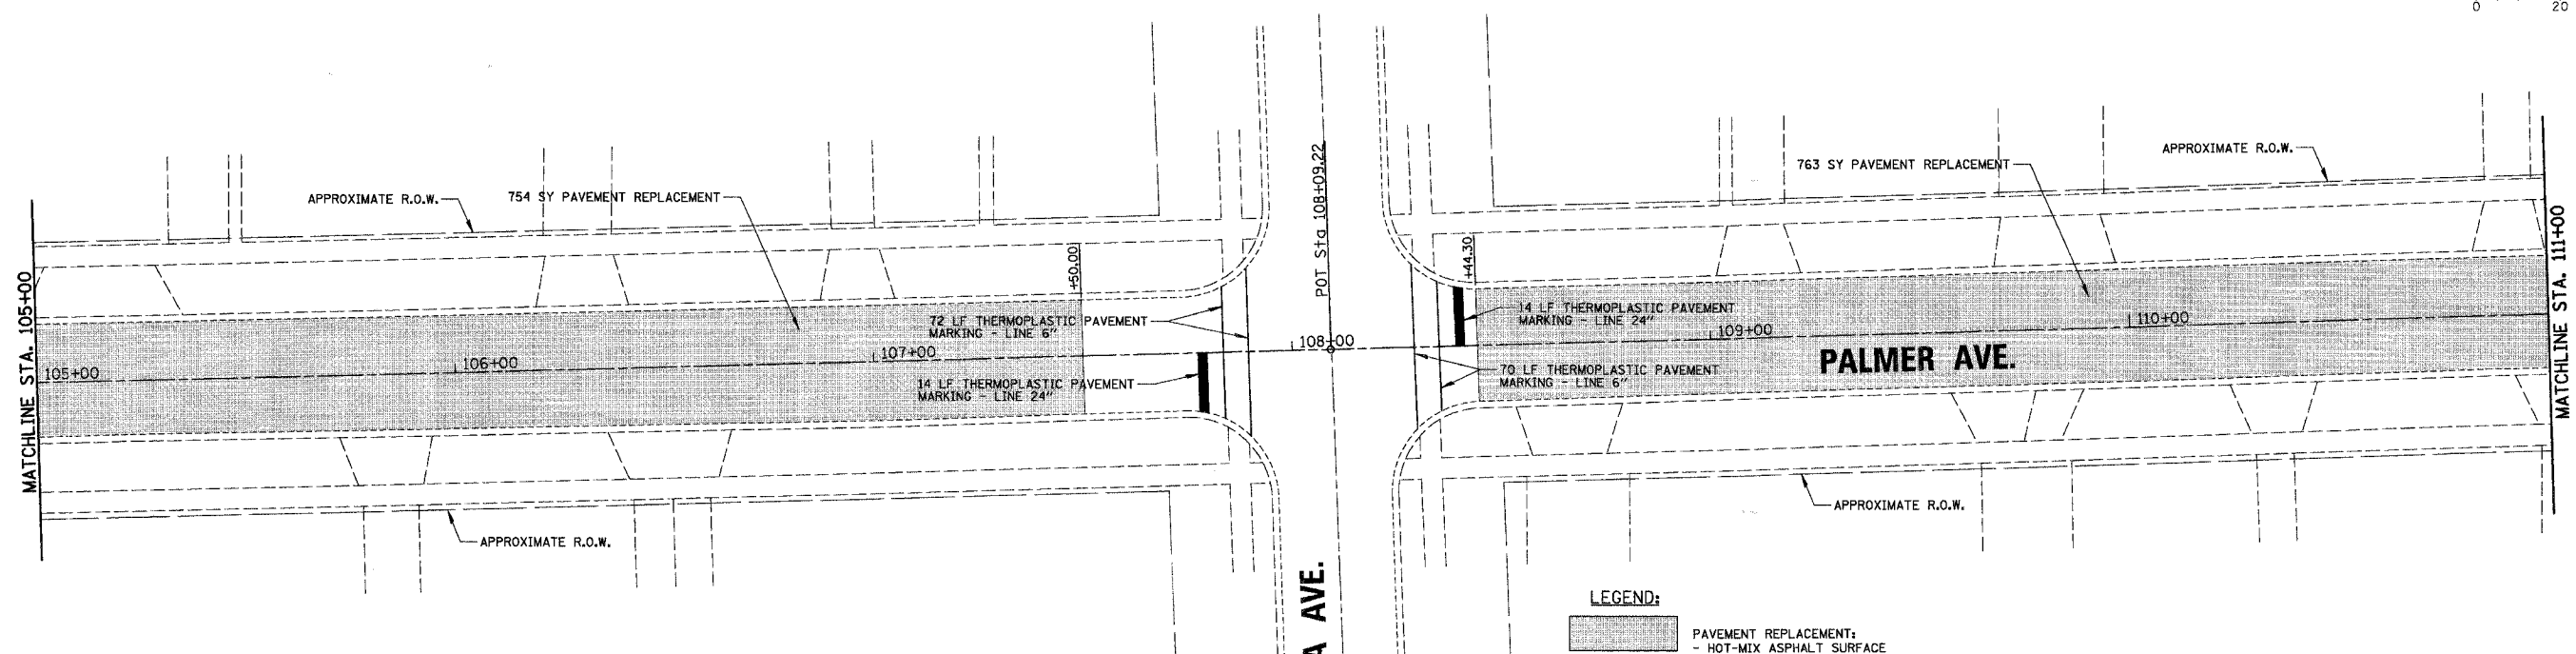 0 20
APPROXIMATE R.O.W.
754 SY PAVEMENT REPLACEMENT
763 SY PAVEMENT REPLACEMENT
APPROXIMATE R.O.W.
MATCHLINE STA. 105+00
+50.00
POT Sta 108+09.22
+44.30
MATCHLINE STA. 111+00
72 LF THERMOPLASTIC PAVEMENT
MARKING - LINE 6"
14 LF THERMOPLASTIC PAVEMENT
MARKING - LINE 24"
105+00
106+00
107+00
108+00
109+00
110+00
PALMER AVE.
14 LF THERMOPLASTIC PAVEMENT
MARKING - LINE 24"
70 LF THERMOPLASTIC PAVEMENT
MARKING - LINE 6"
APPROXIMATE R.O.W.
APPROXIMATE R.O.W.
A AVE.
LEGEND:
PAVEMENT REPLACEMENT:
- HOT-MIX ASPHALT SURFACE